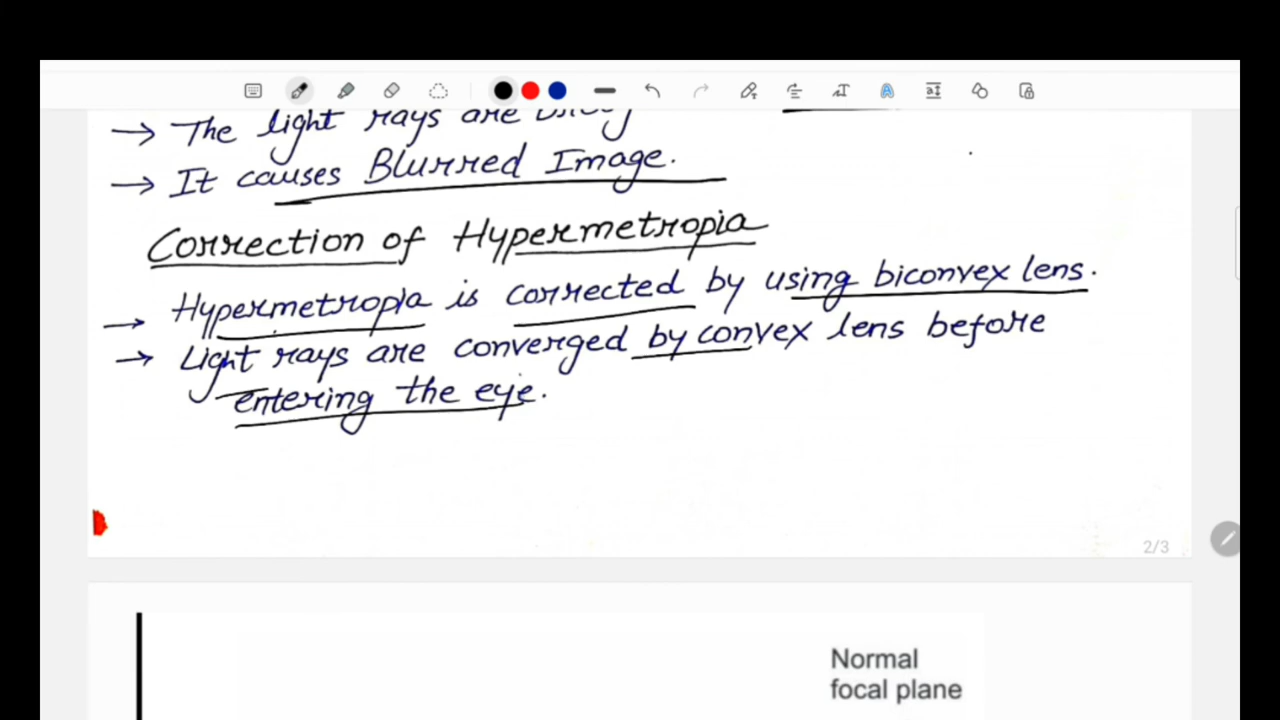 → The light rays are
→ It causes Blurred Image.
Correction of Hypermetropia
→ Hypermetropia is corrected by using biconvex lens.
→ Light rays are converged by convex lens before
entering the eye.
2/3
Normal
focal plane